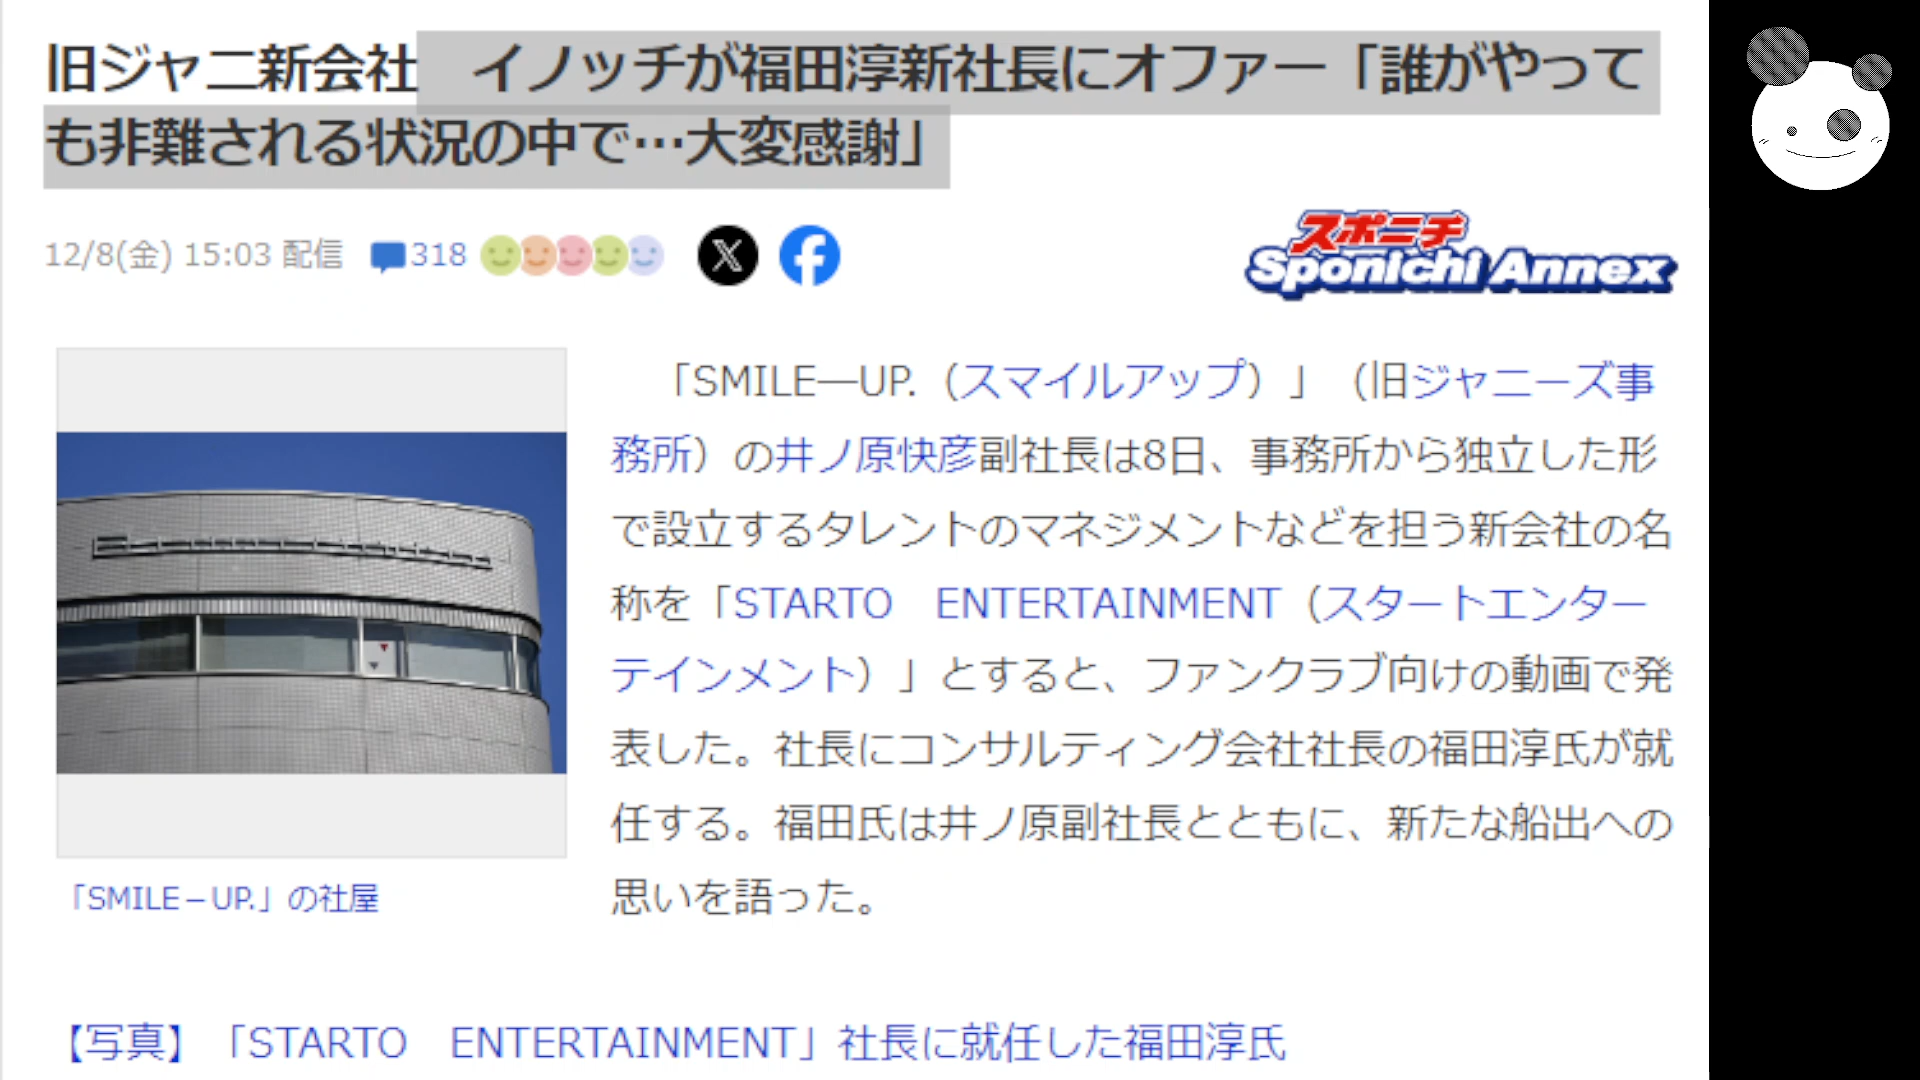 旧ジャニ新会社　イノッチが福田淳新社長にオファー「誰がやって
も非難される状況の中で…大変感謝」
12/8(金) 15:03 配信
318
スポニチ
Sponichi Annex
「SMILE―UP.（スマイルアップ）」（旧ジャニーズ事
務所）の井ノ原快彦副社長は8日、事務所から独立した形
で設立するタレントのマネジメントなどを担う新会社の名
称を「STARTO　ENTERTAINMENT（スタートエンター
テインメント）」とすると、ファンクラブ向けの動画で発
表した。社長にコンサルティング会社社長の福田淳氏が就
任する。福田氏は井ノ原副社長とともに、新たな船出への
思いを語った。
「SMILE－UP.」の社屋
【写真】「STARTO　ENTERTAINMENT」社長に就任した福田淳氏